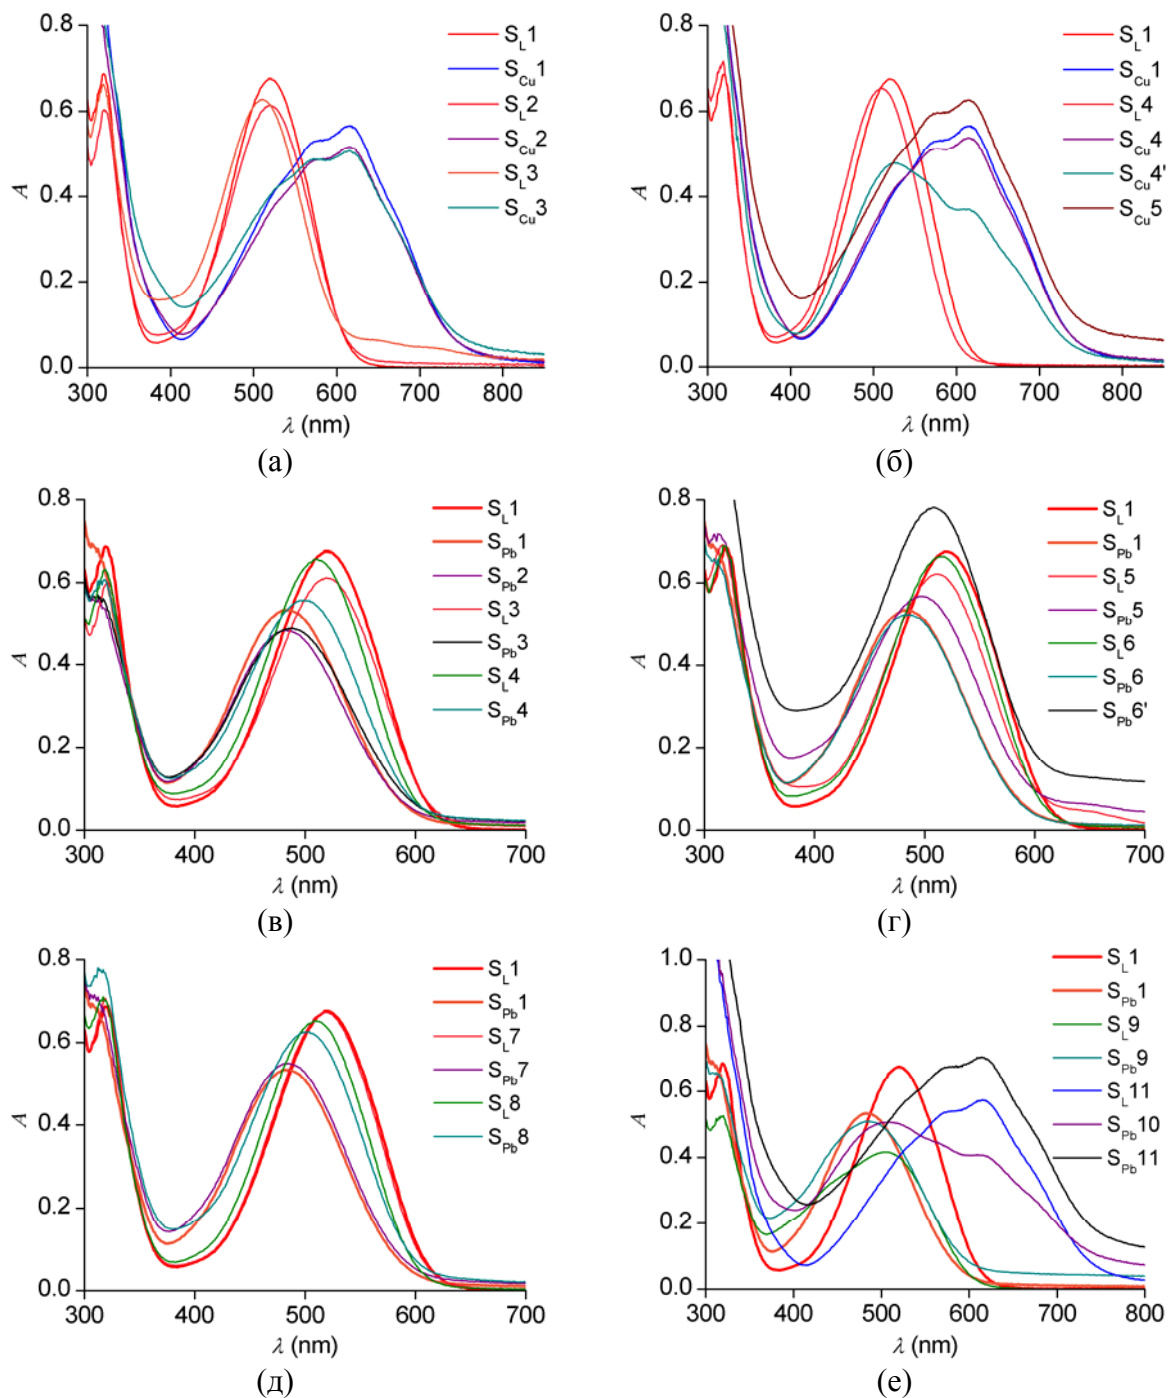 0.8
0.6
0.4
0.2
0.0
A
300 400 500 600 700 800
λ (nm)
S_L1
S_Cu1
S_L2
S_Cu2
S_L3
S_Cu3
(а)
0.8
0.6
0.4
0.2
0.0
A
300 400 500 600 700 800
λ (nm)
S_L1
S_Cu1
S_L4
S_Cu4
S_Cu4'
S_Cu5
(б)
0.8
0.6
0.4
0.2
0.0
A
300 400 500 600 700
λ (nm)
S_L1
S_Pb1
S_Pb2
S_L3
S_Pb3
S_L4
S_Pb4
(в)
0.8
0.6
0.4
0.2
0.0
A
300 400 500 600 700
λ (nm)
S_L1
S_Pb1
S_L5
S_Pb5
S_L6
S_Pb6
S_Pb6'
(г)
0.8
0.6
0.4
0.2
0.0
A
300 400 500 600 700
λ (nm)
S_L1
S_Pb1
S_L7
S_Pb7
S_L8
S_Pb8
(д)
1.0
0.8
0.6
0.4
0.2
0.0
A
300 400 500 600 700 800
λ (nm)
S_L1
S_Pb1
S_L9
S_Pb9
S_L11
S_Pb10
S_Pb11
(е)